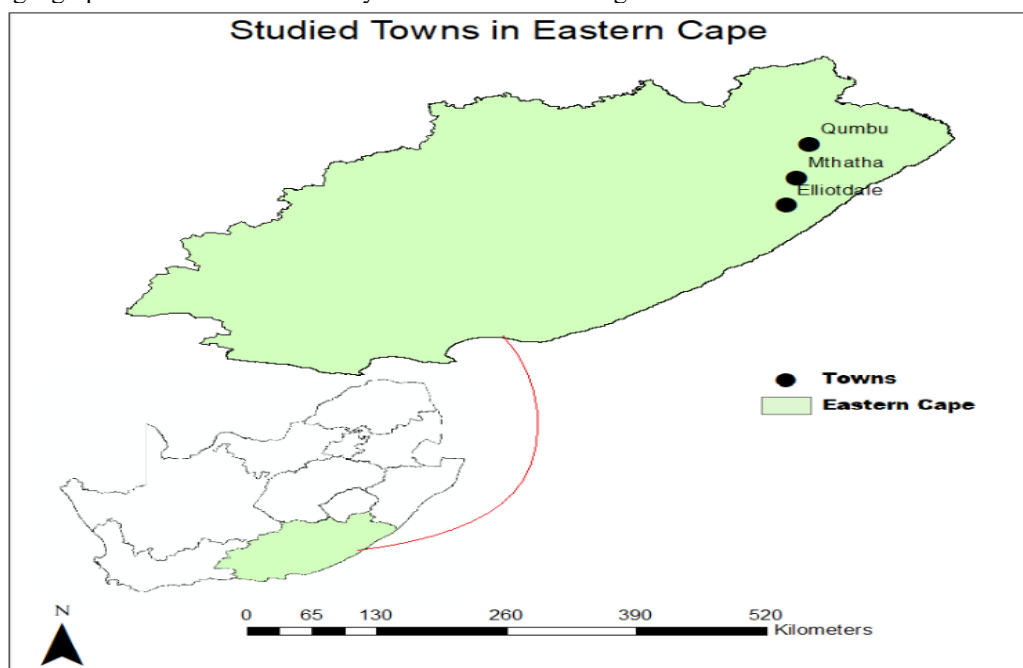 Studied Towns in Eastern Cape
Qumbu
Mthatha
Elliotdale
Towns
Eastern Cape
N
0 65 130 260 390 520
Kilometers